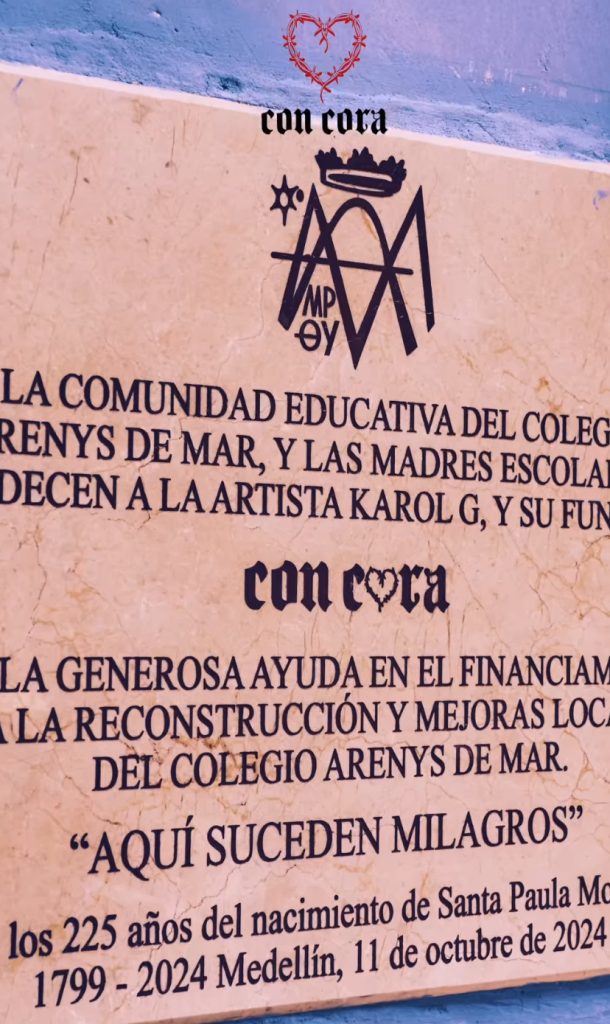 con cora
MP
ΘΥ
LA COMUNIDAD EDUCATIVA DEL COLEG
RENYS DE MAR, Y LAS MADRES ESCOLA
DECEN A LA ARTISTA KAROL G, Y SU FUN
con cora
LA GENEROSA AYUDA EN EL FINANCIAM
A LA RECONSTRUCCIÓN Y MEJORAS LOCA
DEL COLEGIO ARENYS DE MAR.
“AQUÍ SUCEDEN MILAGROS”
los 225 años del nacimiento de Santa Paula Mo
1799 - 2024 Medellín, 11 de octubre de 2024